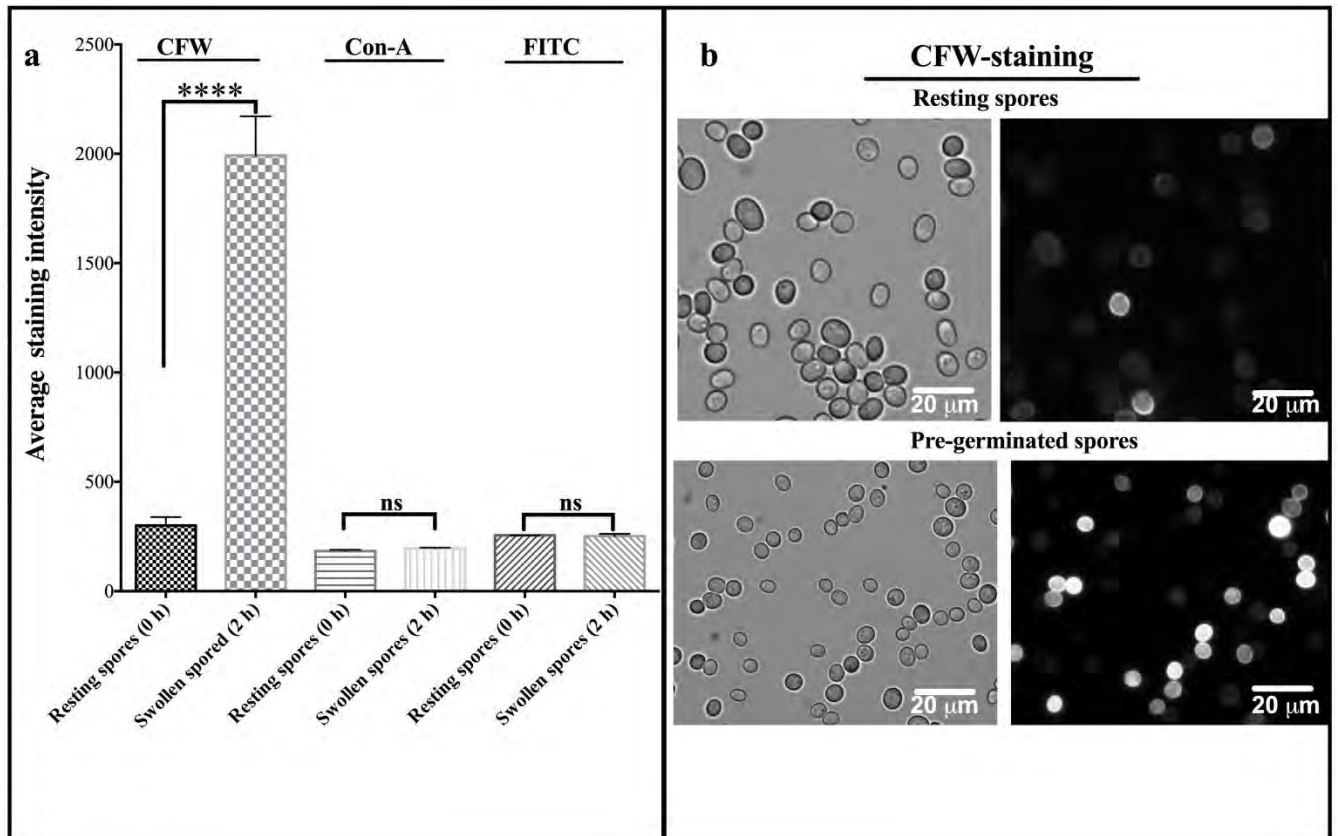 a
CFW
Con-A
FITC
Average staining intensity
2500
2000
1500
1000
500
0
****
ns
ns
Resting spores (0 h)
Swollen spored (2 h)
Resting spores (0 h)
Swollen spores (2 h)
Resting spores (0 h)
Swollen spores (2 h)
b
CFW-staining
Resting spores
20 μm
20 μm
Pre-germinated spores
20 μm
20 μm